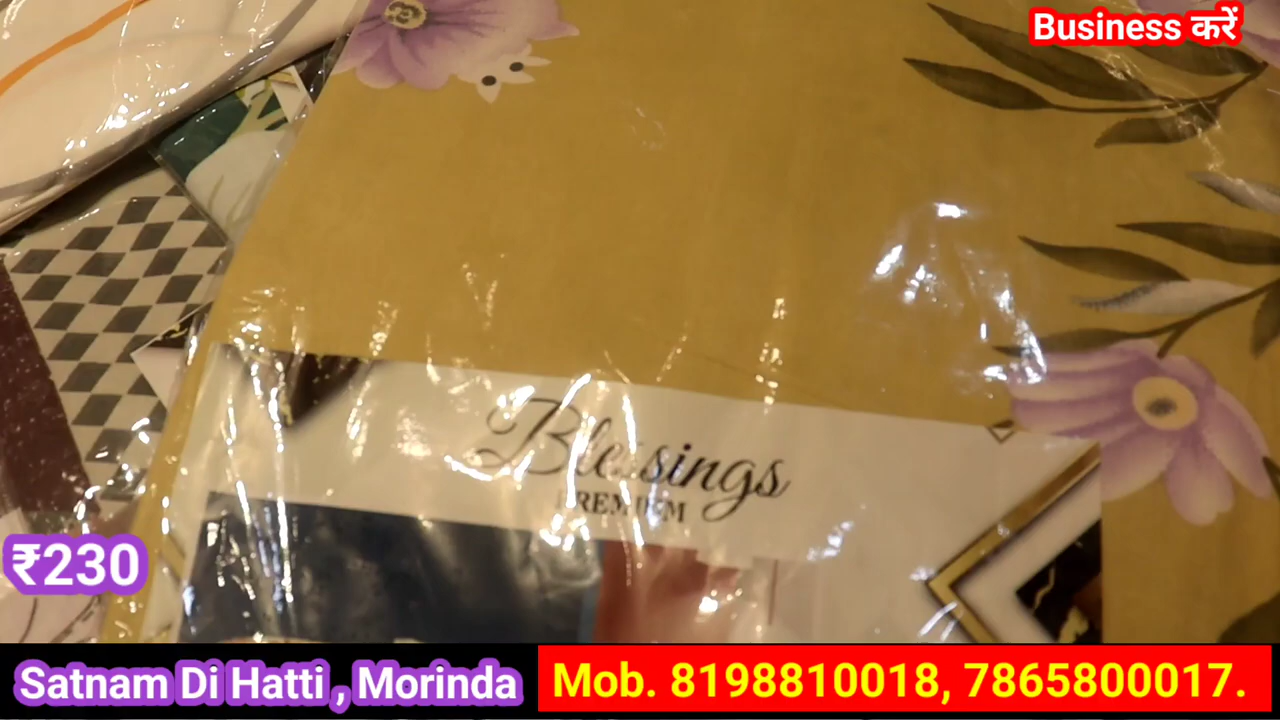 Business करें
Blessings
PREMIUM
₹230
Satnam Di Hatti , Morinda
Mob. 8198810018, 7865800017.